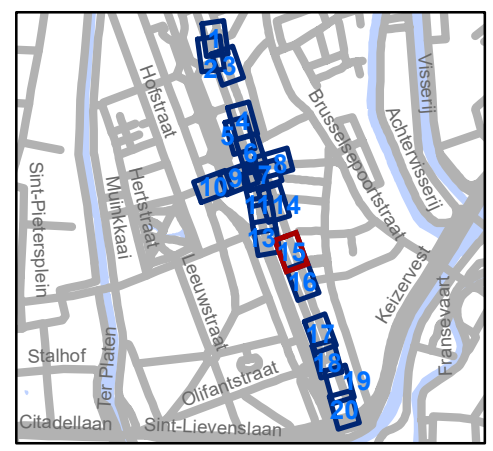 1
2
3
4
5
6
7
8
9
10
11
14
13
15
16
17
18
19
20
Hofstraat
Brusselsepoortstraat
Visserij
Achtervisserij
Sint-Pietersplein
Muinkkaai
Hertstraat
Leeuwstraat
Keizervest
Fransevaart
Stalhof
Ter Platen
Olifantstraat
Citadellaan
Sint-Lievenslaan